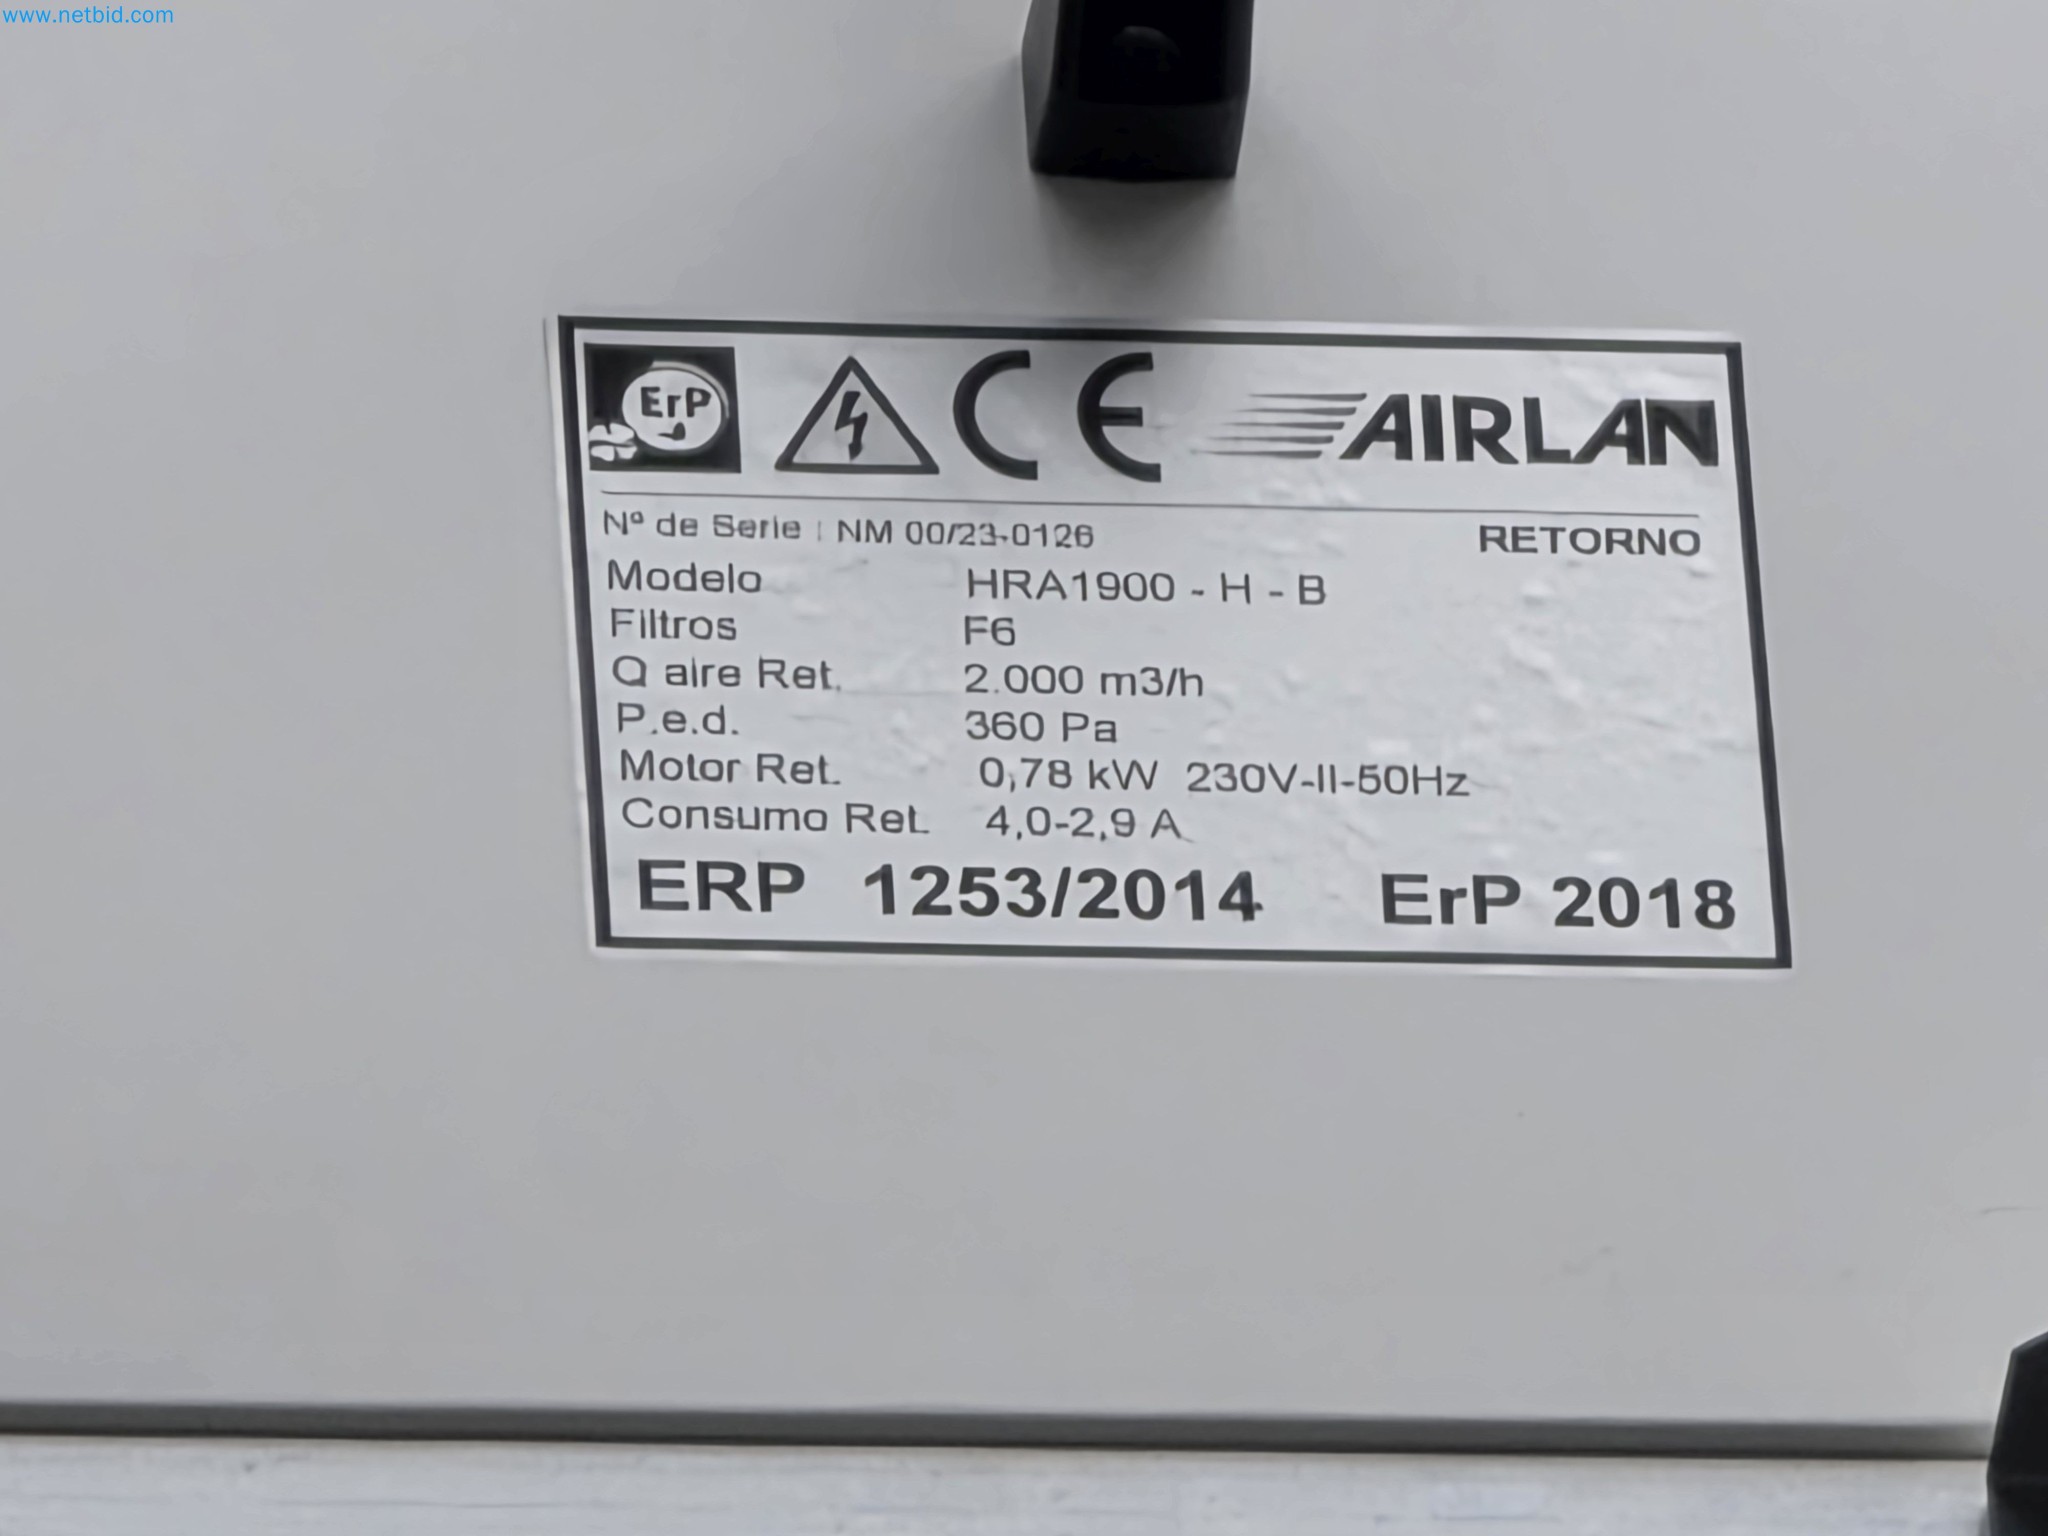 www.netbid.com
ErP
CE
AIRLAN
Nº de Serie : NM 00/23-0126
RETORNO
Modelo HRA1900 - H - B
Filtros F6
Q aire Ret. 2.000 m3/h
P.e.d. 360 Pa
Motor Ret. 0,78 kW 230V-II-50Hz
Consumo Ret. 4,0-2,9 A
ERP 1253/2014 ErP 2018